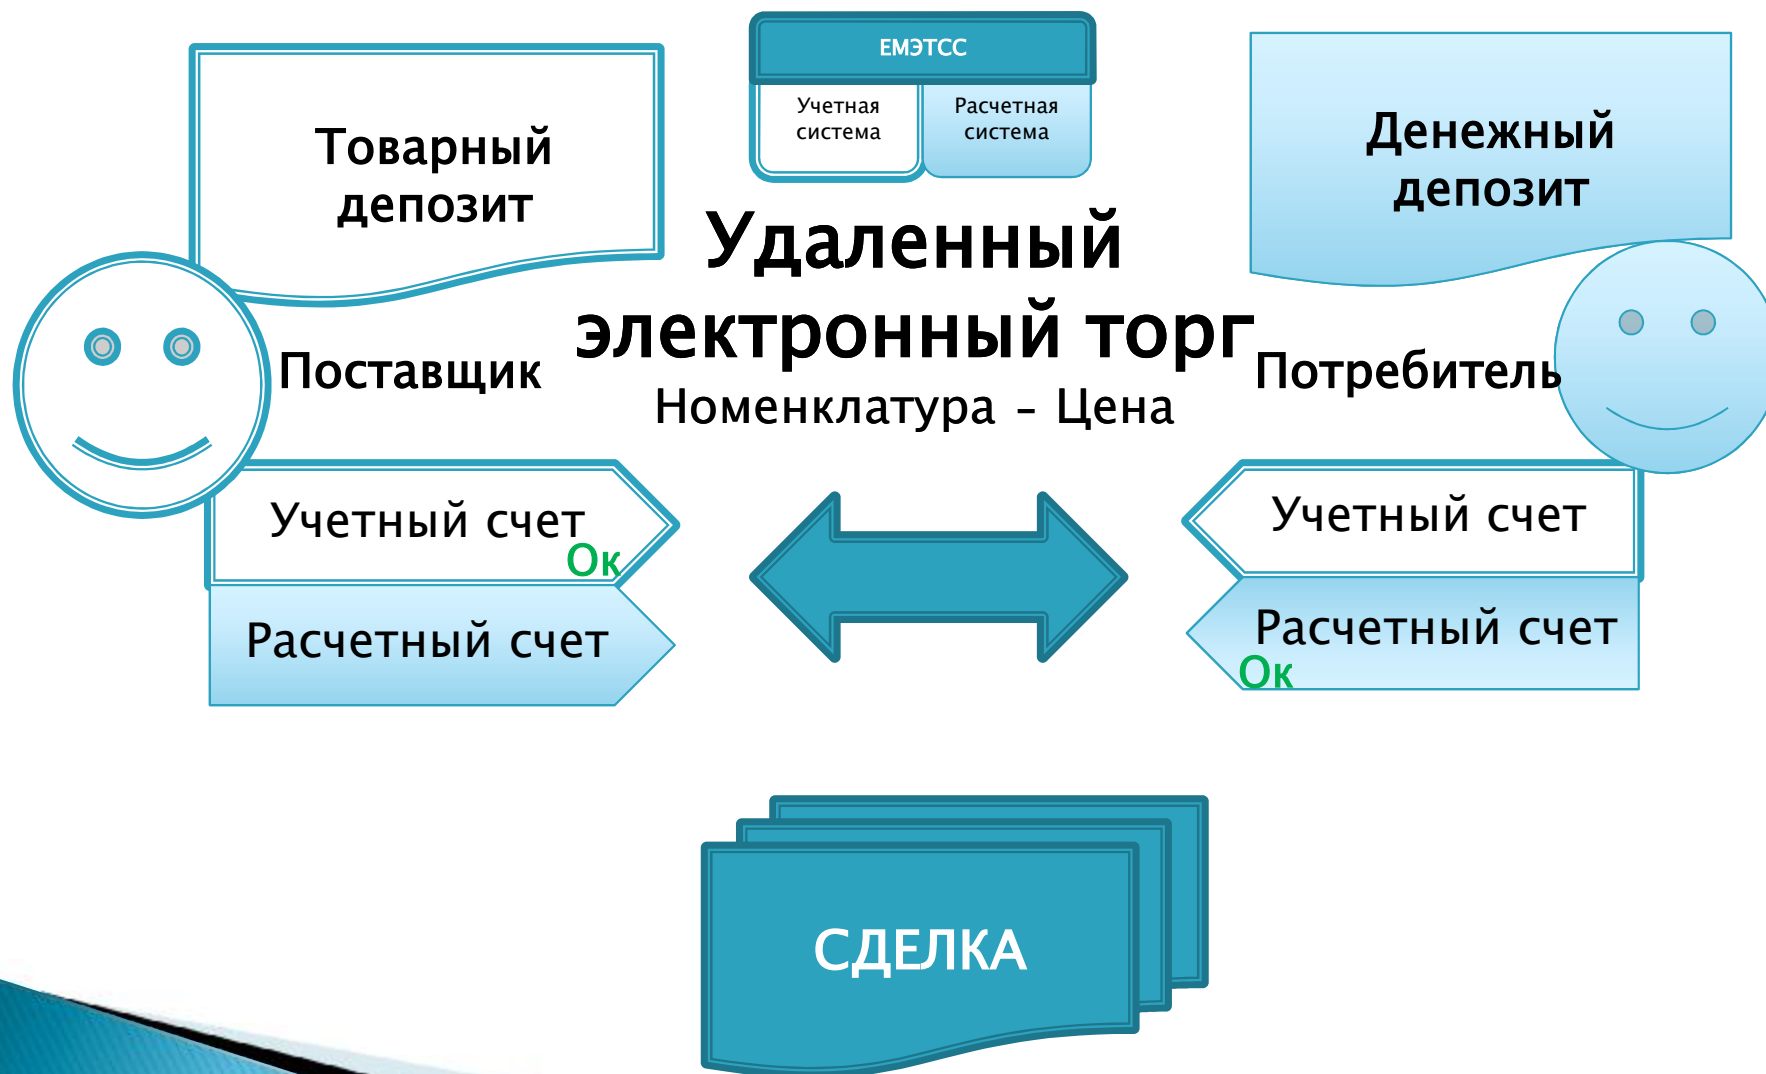 ЕМЭТСС
Учетная
система
Расчетная
система
Товарный
депозит
Денежный
депозит
Удаленный
электронный торг
Номенклатура – Цена
Поставщик
Потребитель
Учетный счет
Ок
Расчетный счет
Учетный счет
Расчетный счет
Ок
СДЕЛКА